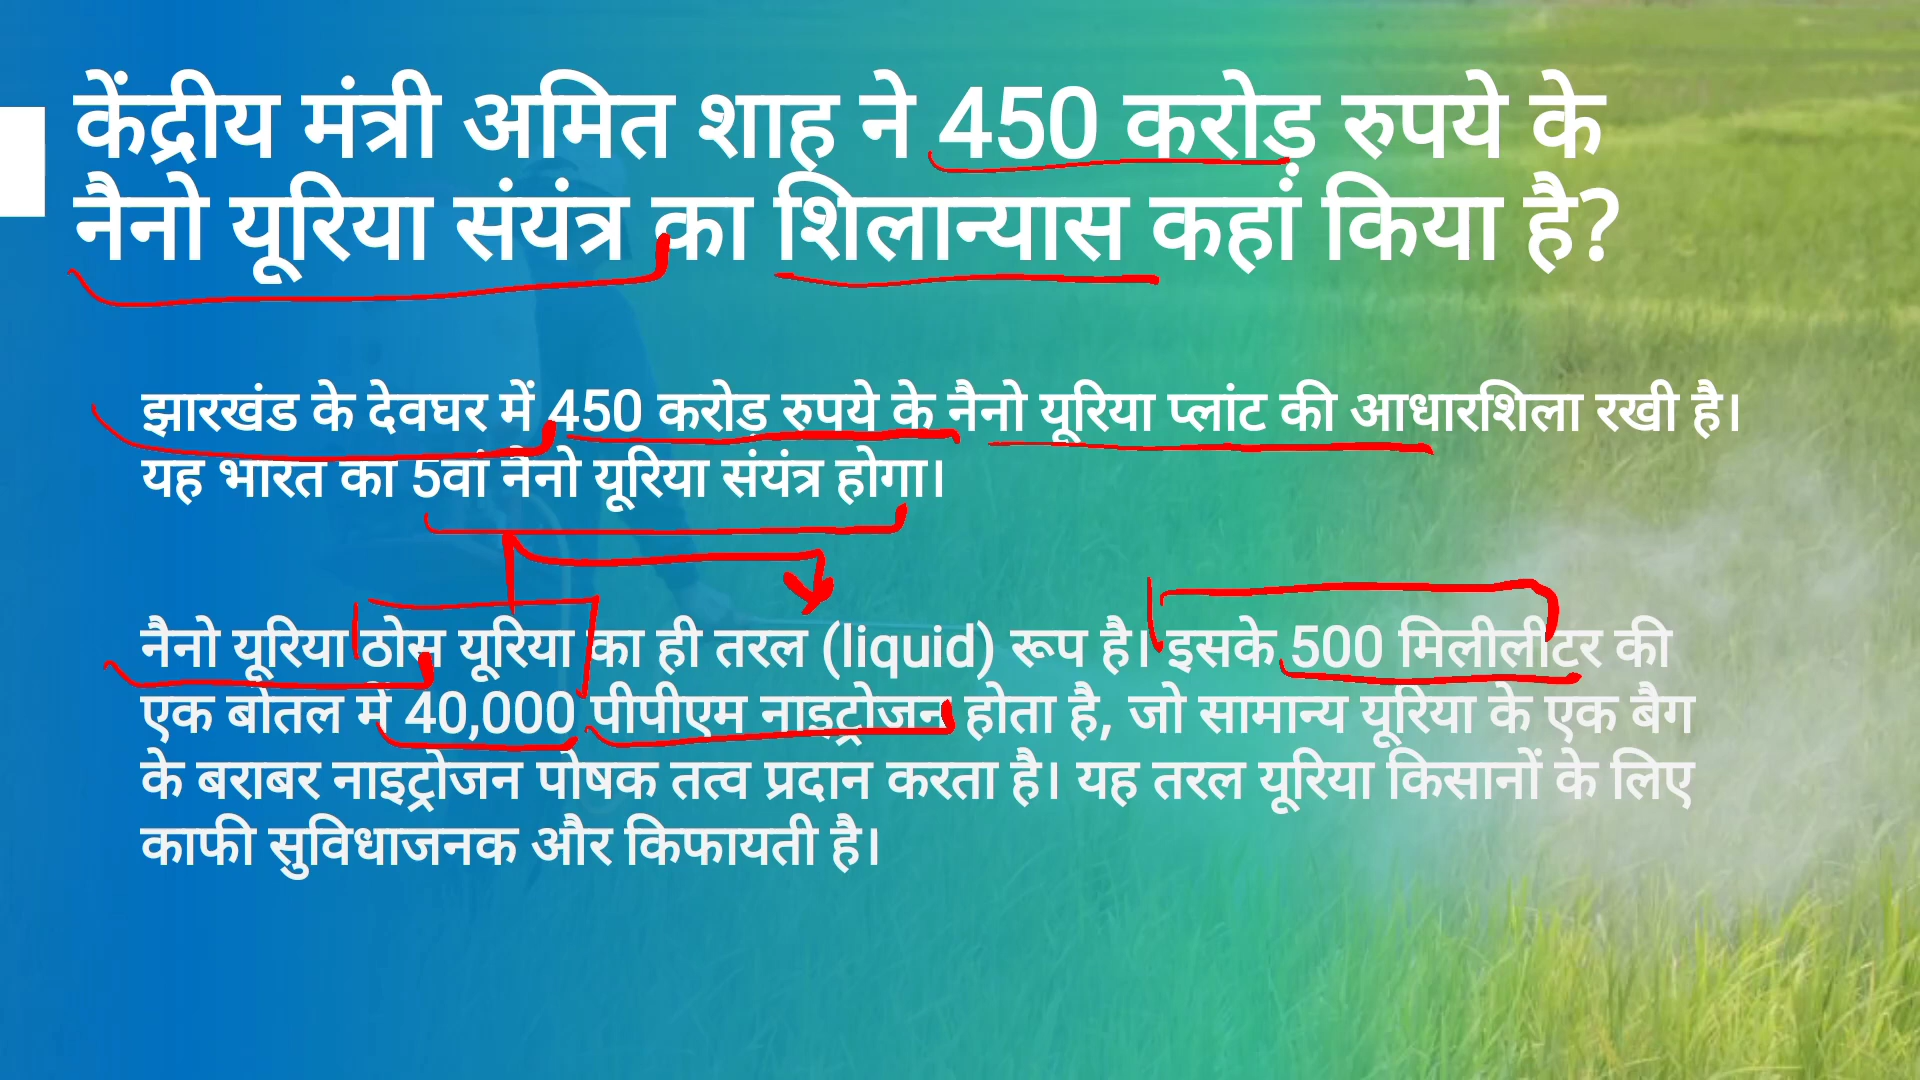 केंद्रीय मंत्री अमित शाह ने 450 करोड़ रुपये के
नैनो यूरिया संयंत्र का शिलान्यास कहां किया है?
झारखंड के देवघर में 450 करोड़ रुपये के नैनो यूरिया प्लांट की आधारशिला रखी है।
यह भारत का 5वां नैनो यूरिया संयंत्र होगा।
नैनो यूरिया ठोस यूरिया का ही तरल (liquid) रूप है। इसके 500 मिलीलीटर की
एक बोतल में 40,000 पीपीएम नाइट्रोजन होता है, जो सामान्य यूरिया के एक बैग
के बराबर नाइट्रोजन पोषक तत्व प्रदान करता है। यह तरल यूरिया किसानों के लिए
काफी सुविधाजनक और किफायती है।